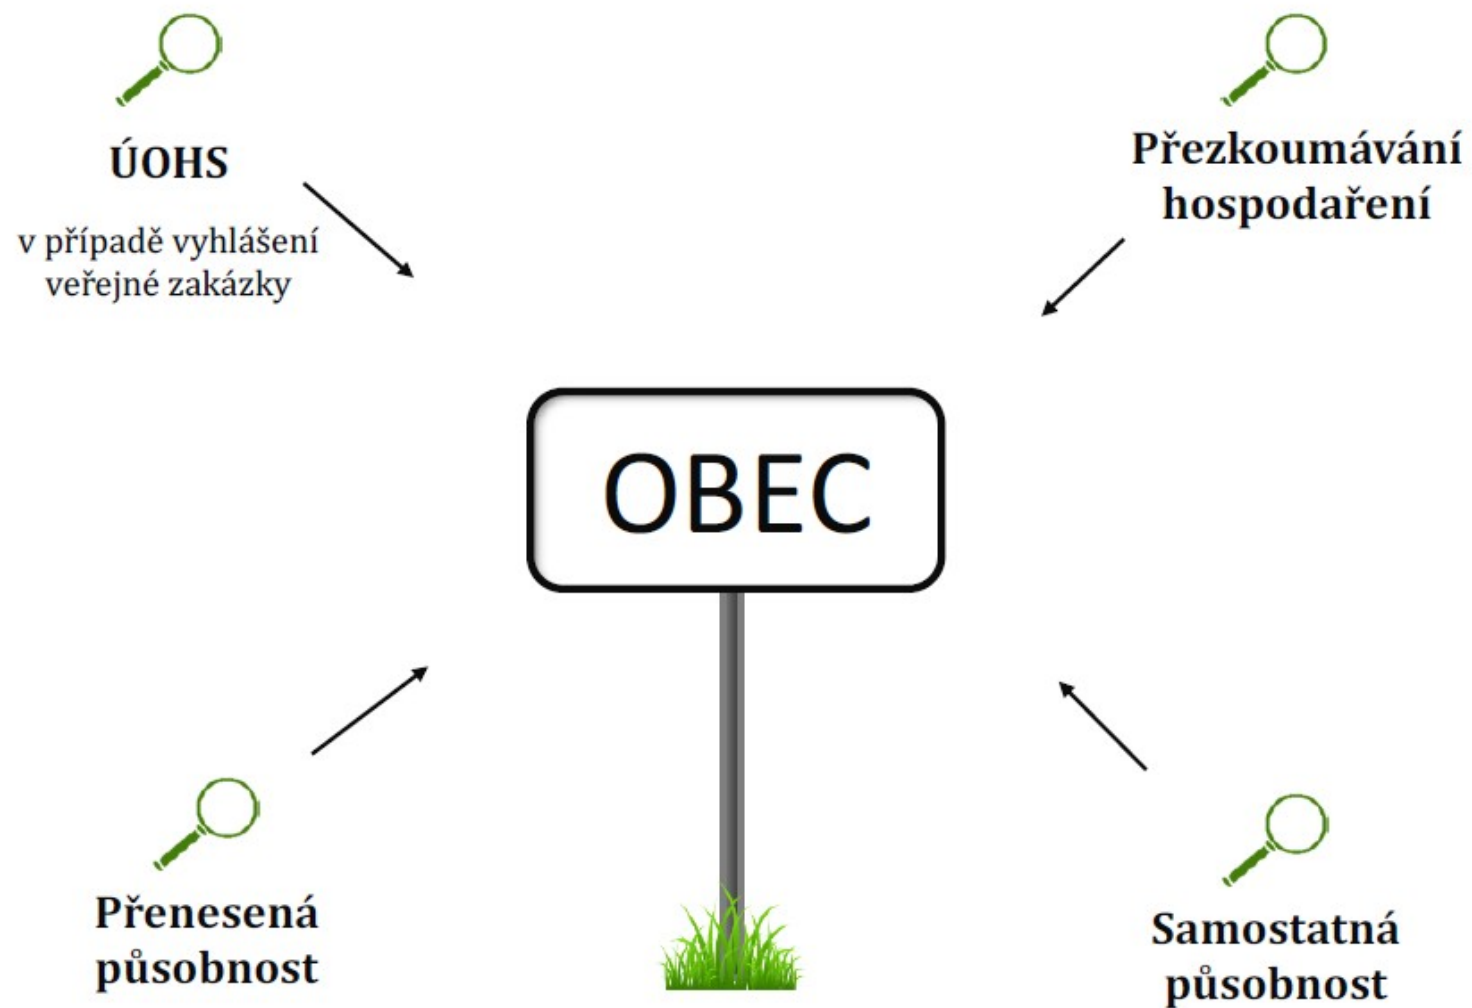 ÚOHS
v případě vyhlášení
veřejné zakázky
Přezkoumávání
hospodaření
OBEC
Přenesená
působnost
Samostatná
působnost